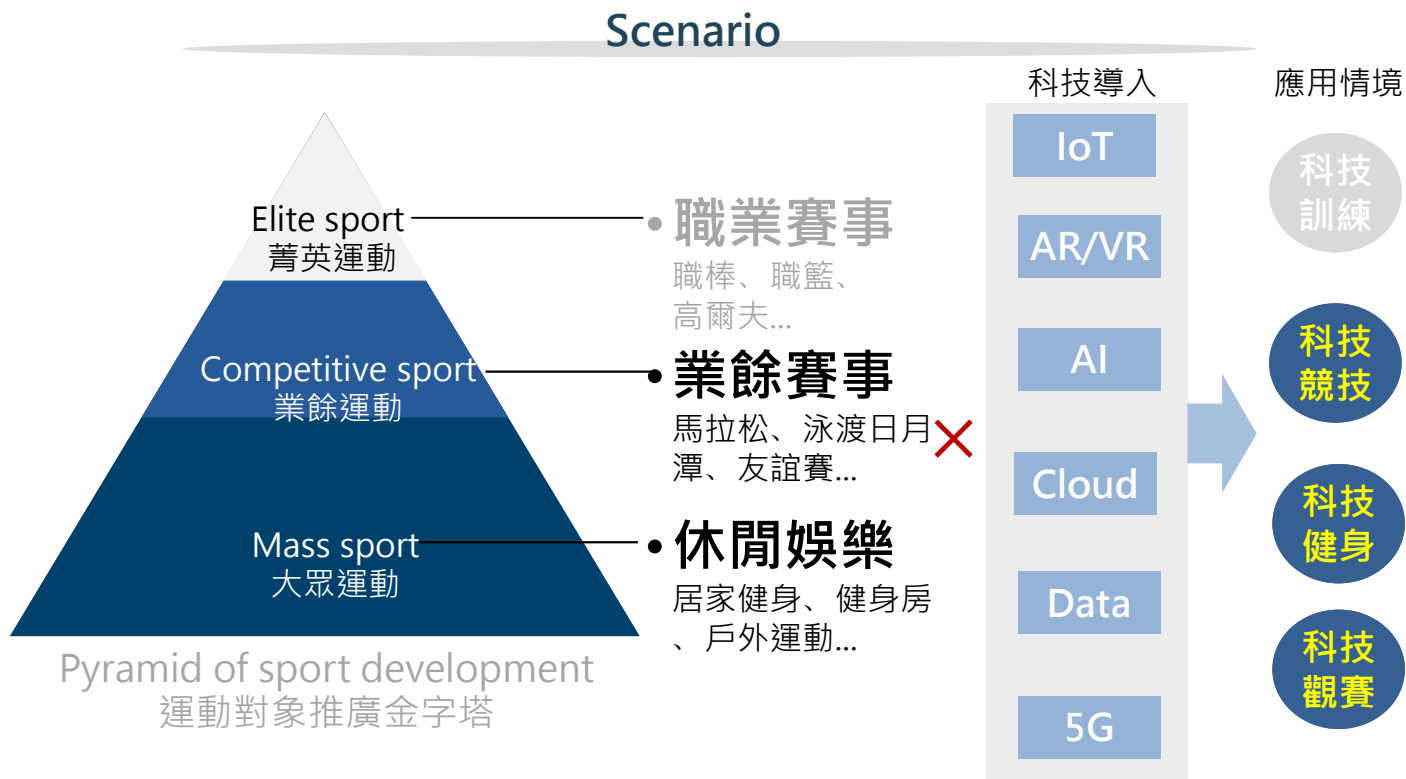 Scenario
Elite sport
菁英運動
Competitive sport
業餘運動
Mass sport
大眾運動
Pyramid of sport development
運動對象推廣金字塔
•職業賽事
職棒、職籃、
高爾夫...
•業餘賽事
馬拉松、泳渡日月
潭、友誼賽...
•休閒娛樂
居家健身、健身房
、戶外運動...
科技導入
IoT
AR/VR
AI
Cloud
Data
5G
應用情境
科技
訓練
科技
競技
科技
健身
科技
觀賽